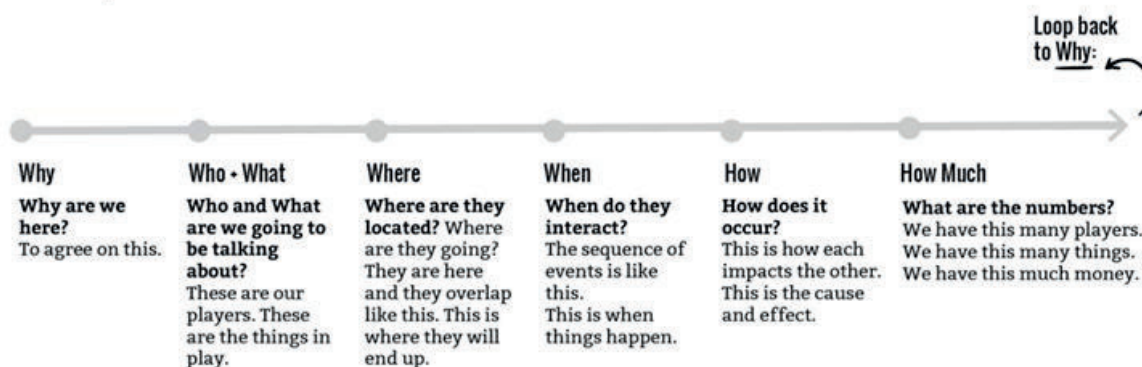 Loop back
to Why:
Why
Why are we
here?
To agree on this.
Who + What
Who and What
are we going to
be talking
about?
These are our
players. These
are the things in
play.
Where
Where are they
located? Where
are they going?
They are here
and they overlap
like this. This is
where they will
end up.
When
When do they
interact?
The sequence of
events is like
this.
This is when
things happen.
How
How does it
occur?
This is how each
impacts the other.
This is the cause
and effect.
How Much
What are the numbers?
We have this many players.
We have this many things.
We have this much money.